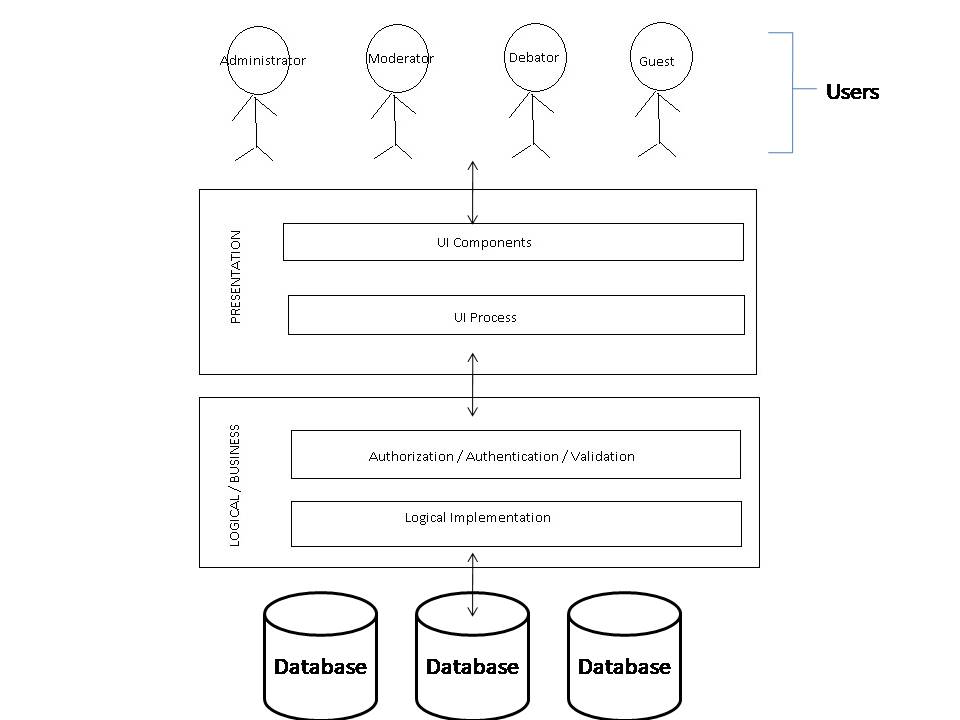 Administrator
Moderator
Debator
Guest
Users
PRESENTATION
UI Components
UI Process
LOGICAL / BUSINESS
Authorization / Authentication / Validation
Logical Implementation
Database
Database
Database